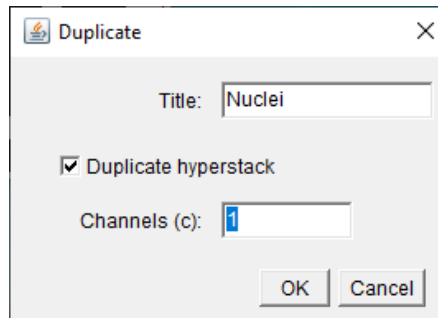 Duplicate
Title: Nuclei
Duplicate hyperstack
Channels (c): 1
OK Cancel